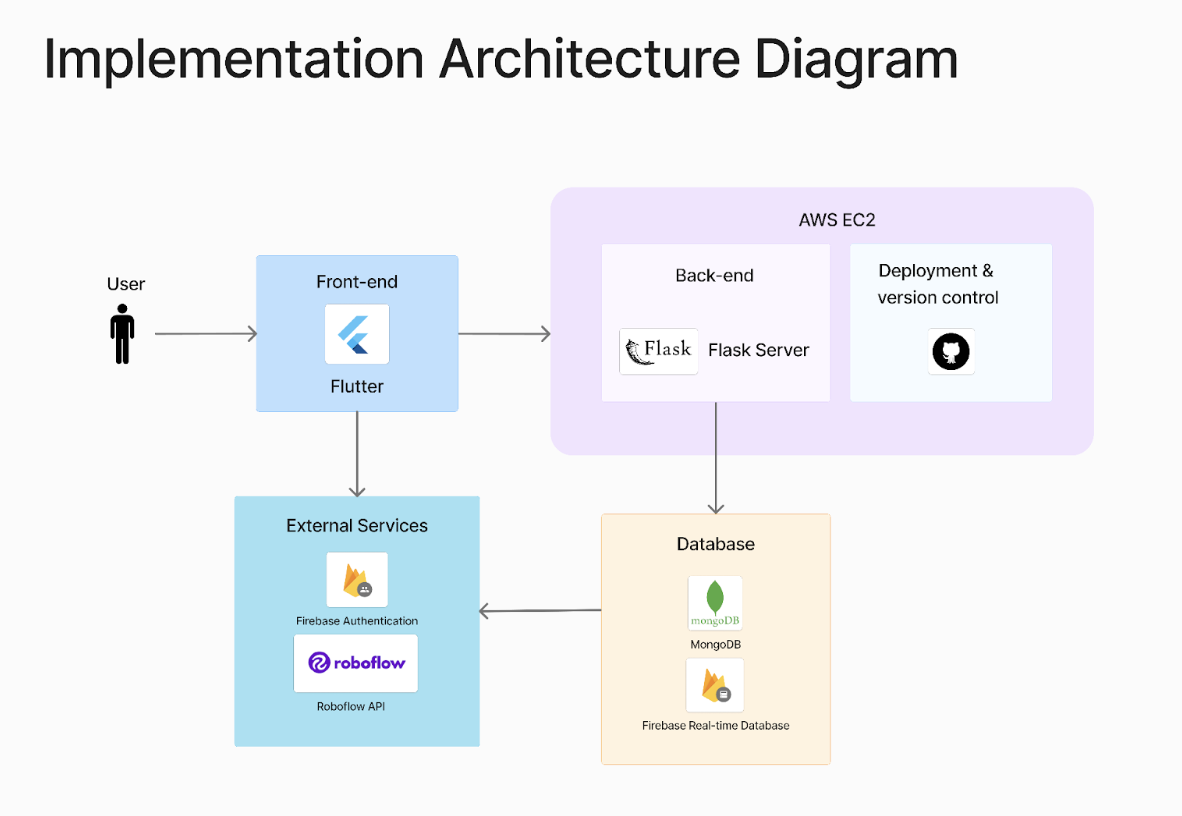 Implementation Architecture Diagram
AWS EC2
User
Front-end
Flutter
Back-end
Flask
Flask Server
Deployment &
version control
External Services
Firebase Authentication
roboflow
Roboflow API
Database
mongoDB
MongoDB
Firebase Real-time Database